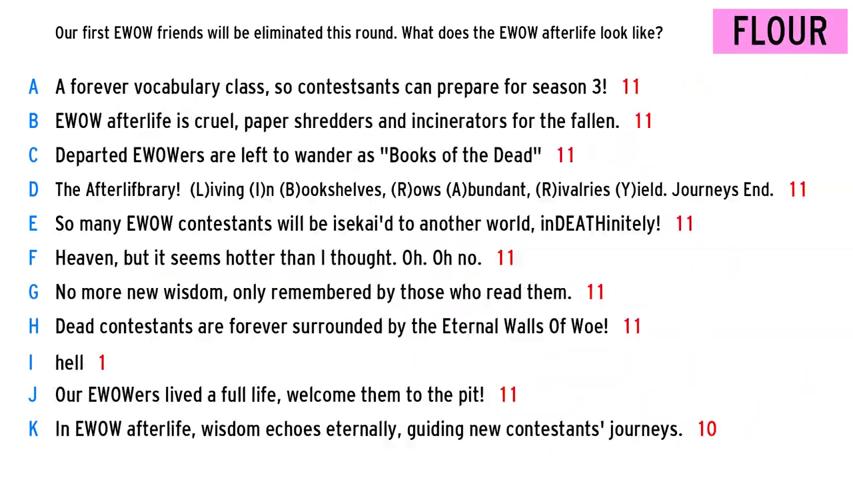 Our first EWOW friends will be eliminated this round. What does the EWOW afterlife look like?
FLOUR
A A forever vocabulary class, so contestsants can prepare for season 3! 11
B EWOW afterlife is cruel, paper shredders and incinerators for the fallen. 11
C Departed EWOWers are left to wander as "Books of the Dead" 11
D The Afterlifbrary! (L)iving (I)n (B)ookshelves, (R)ows (A)bundant, (R)ivalries (Y)ield. Journeys End. 11
E So many EWOW contestants will be isekai'd to another world, inDEATHinitely! 11
F Heaven, but it seems hotter than I thought. Oh. Oh no. 11
G No more new wisdom, only remembered by those who read them. 11
H Dead contestants are forever surrounded by the Eternal Walls Of Woe! 11
I hell 1
J Our EWOWers lived a full life, welcome them to the pit! 11
K In EWOW afterlife, wisdom echoes eternally, guiding new contestants' journeys. 10